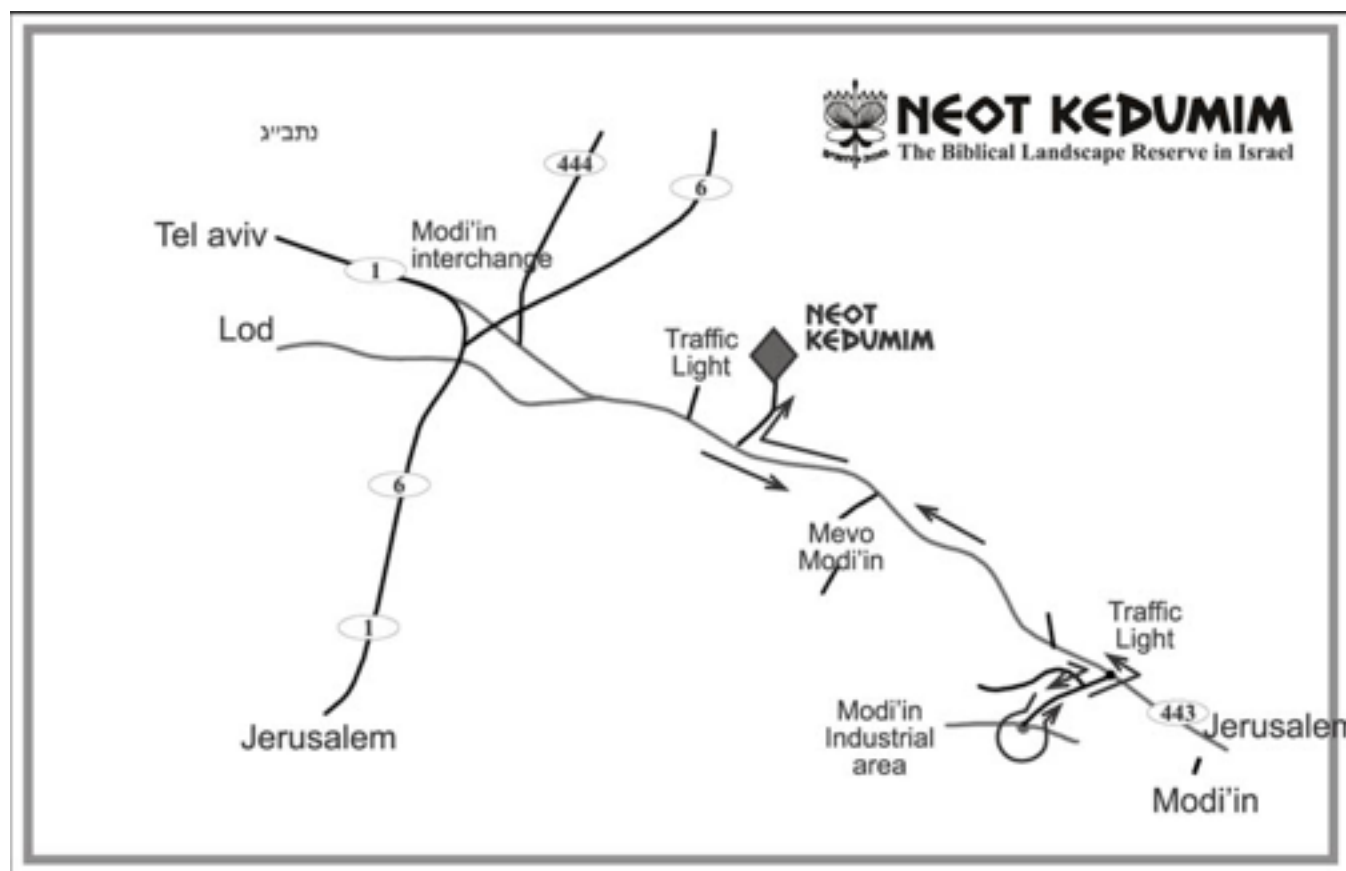 NEOT KEDUMIM
The Biblical Landscape Reserve in Israel
נתבייג
444
6
Tel aviv
1
Modi'in
interchange
Lod
Traffic
Light
NEOT
KEDUMIM
6
Mevo
Modi'in
1
Traffic
Light
Jerusalem
Modi'in
Industrial
area
443
Jerusalem
Modi'in